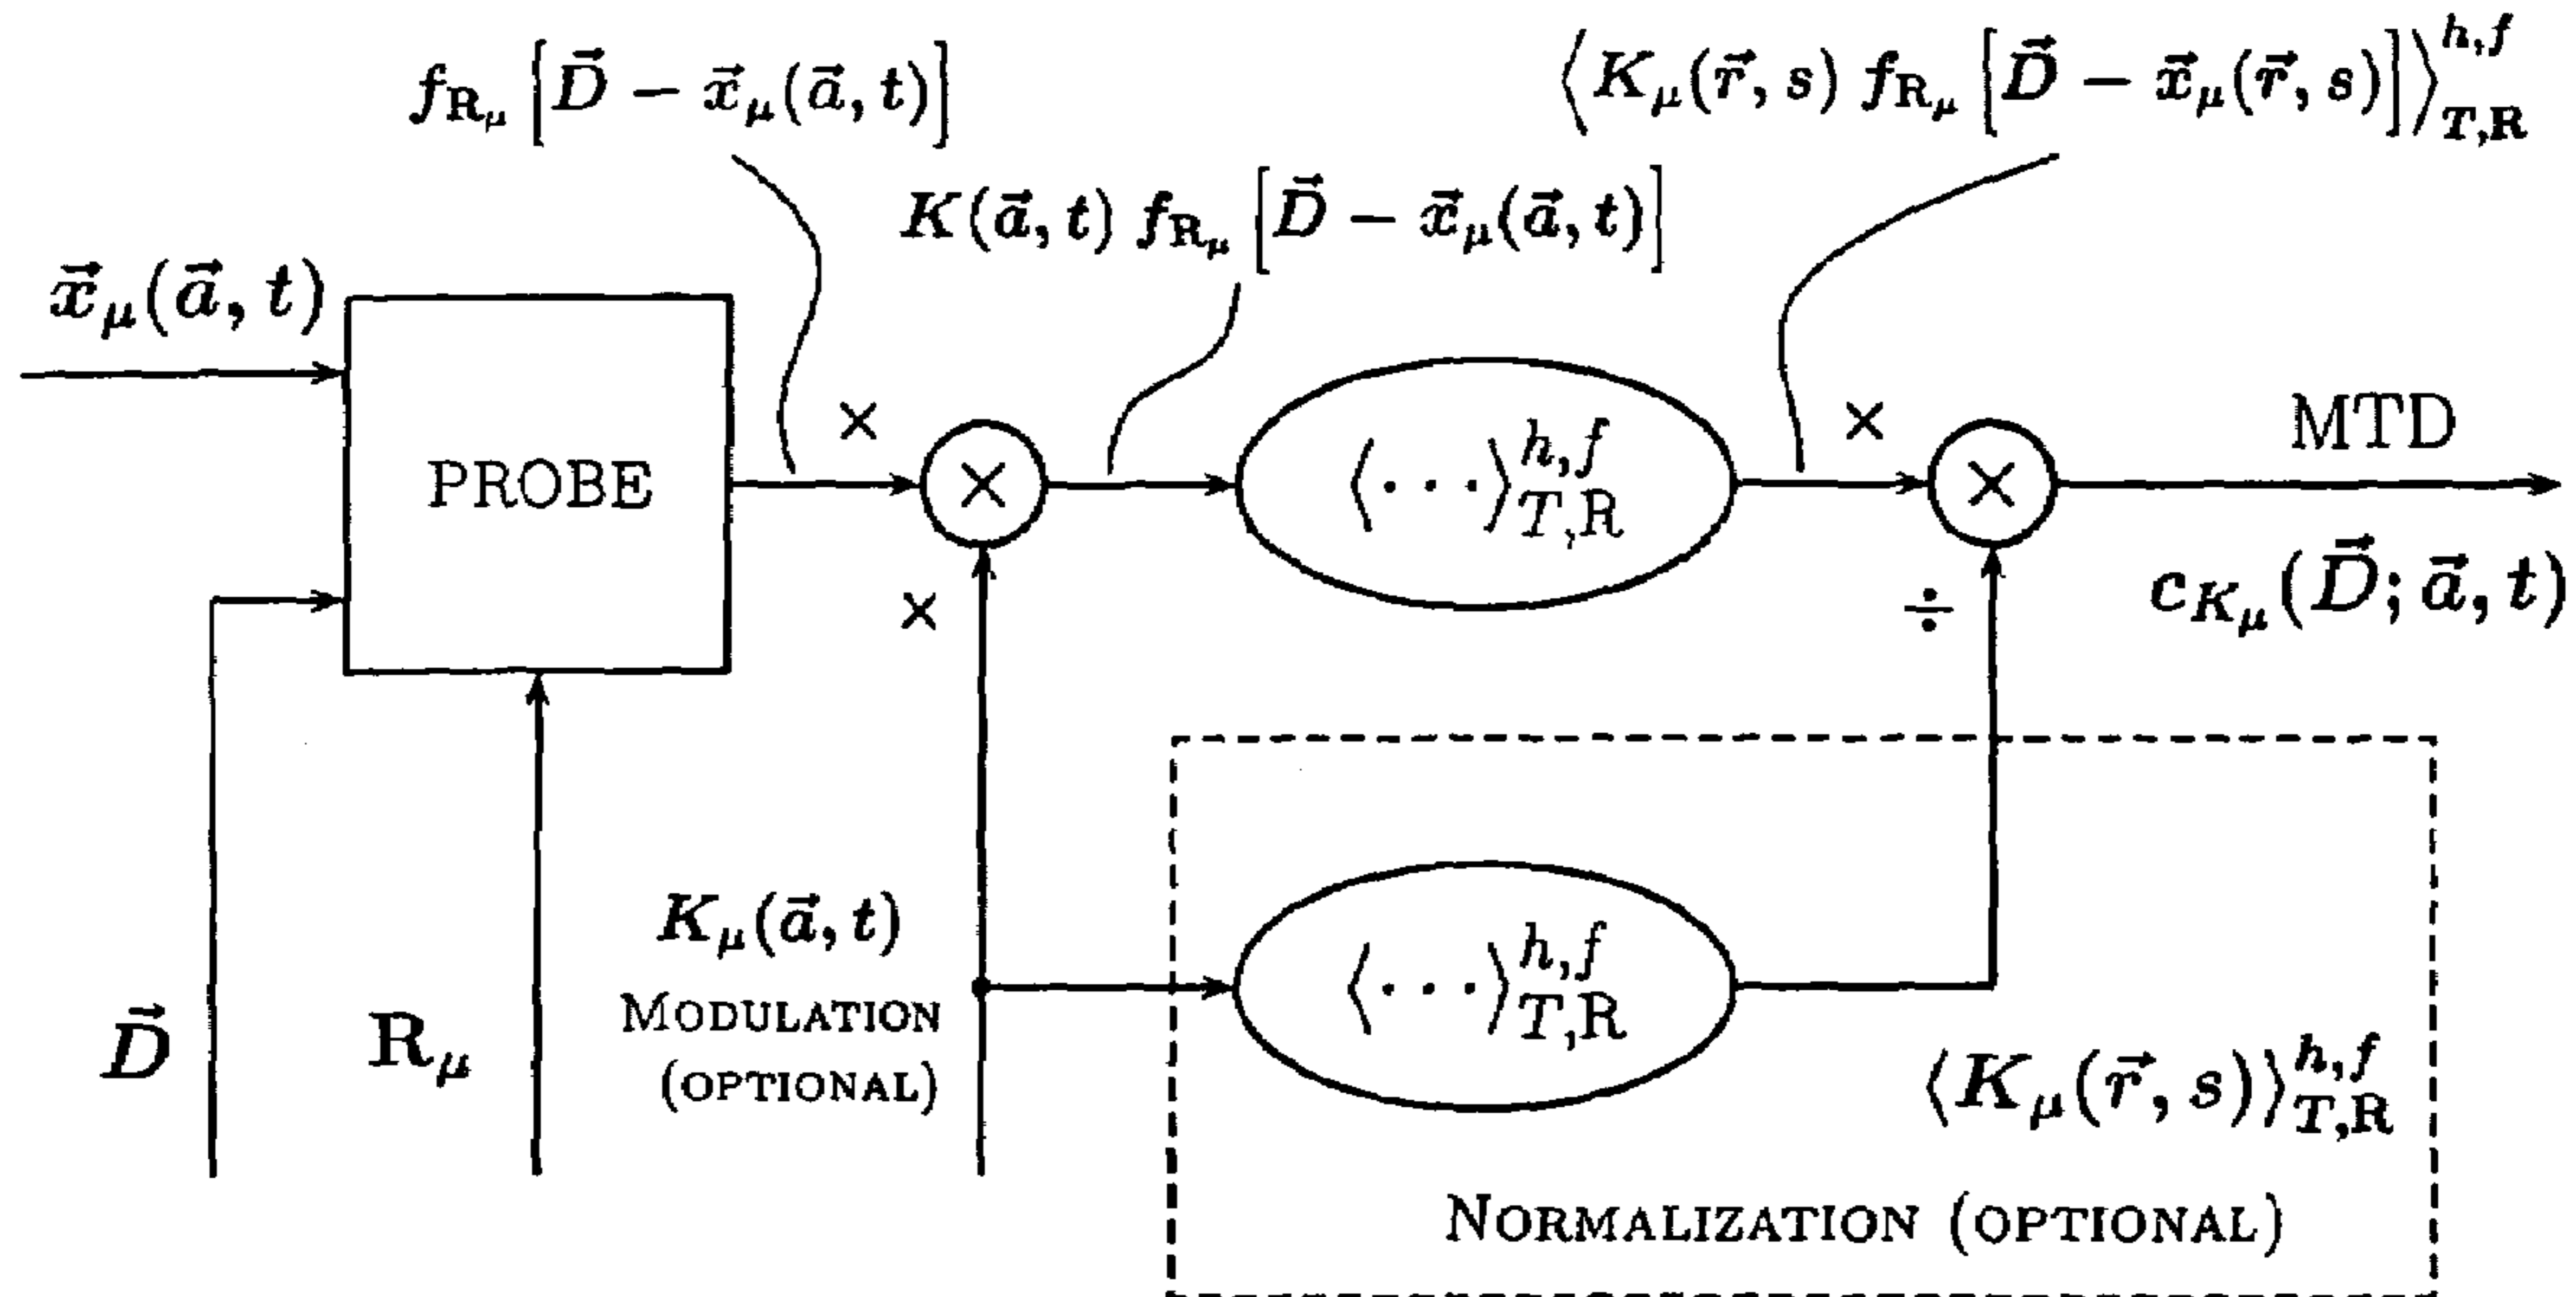 f_{R_μ} [D⃗ − x⃗_μ(a⃗, t)]
⟨K_μ(r⃗, s) f_{R_μ} [D⃗ − x⃗_μ(r⃗, s)]⟩^{h,f}_{T,R}
K(a⃗, t) f_{R_μ} [D⃗ − x⃗_μ(a⃗, t)]
x⃗_μ(a⃗, t)
PROBE
×
×
⟨· · ·⟩^{h,f}_{T,R}
×
×
MTD
×
÷
c_{K_μ}(D⃗; a⃗, t)
D⃗
R_μ
K_μ(a⃗, t)
MODULATION
(OPTIONAL)
⟨· · ·⟩^{h,f}_{T,R}
⟨K_μ(r⃗, s)⟩^{h,f}_{T,R}
NORMALIZATION (OPTIONAL)